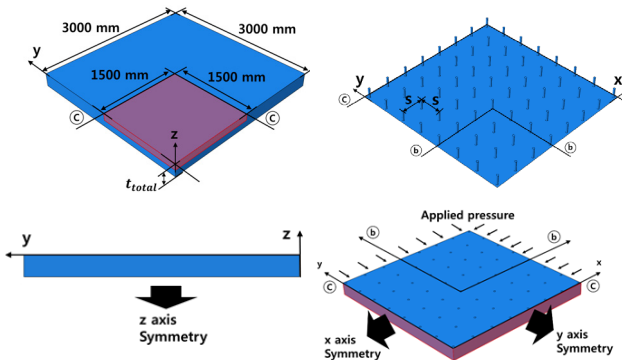 3000 mm
3000 mm
y
1500 mm
1500 mm
C
C
z
t_total
y
x
C
S
S
b
b
y
z
z axis
Symmetry
Applied pressure
b
b
y
x
C
C
x axis
Symmetry
y axis
Symmetry